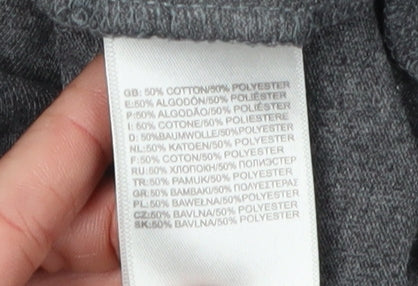 GB: 50% COTTON/50% POLYESTER
E:50% ALGODÓN/50% POLIÉSTER
P:50% ALGODÃO/50% POLIÉSTER
I: 50% COTONE/50% POLIESTERE
D: 50%BAUMWOLLE/50% POLYESTER
NL:50% KATOEN/50% POLYESTER
F: 50% COTON/50% POLYESTER
RU:50% ХЛОПОКН/50% ПОЛИЭСТЕР
TR:50% PAMUK/50% POLYESTER
GR:50% ΒΑΜΒΑΚΙ/50% ΠΟΛΥΕΣΤΕΡΑΣ
PL:50% BAWEŁNA/50% POLYESTER
CZ:50% BAVLNA/50% POLYESTER
SK:50% BAVLNA/50% POLYESTER